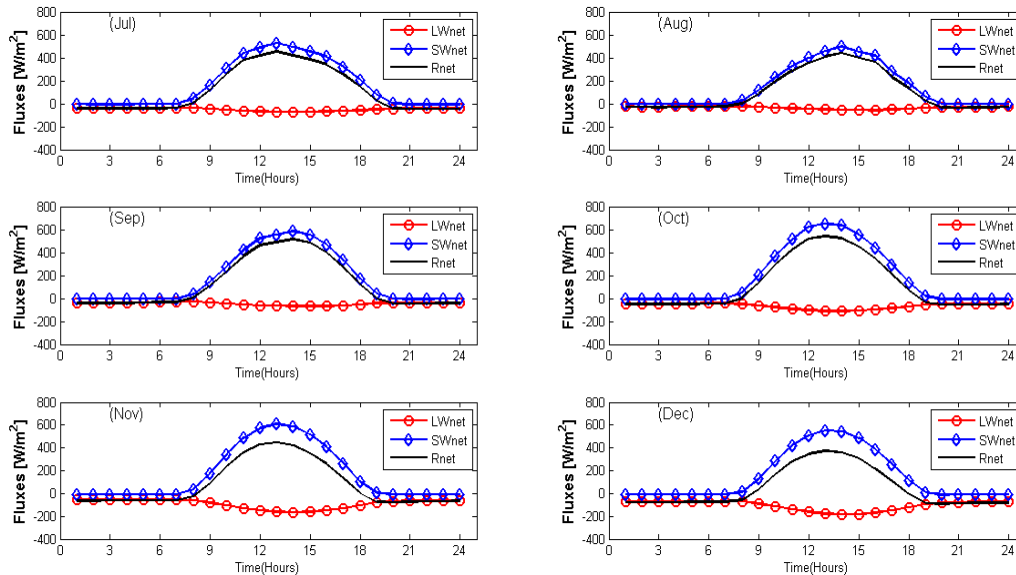 (Jul)
Fluxes [W/m²]
800
600
400
200
0
-200
-400
0 3 6 9 12 15 18 21 24
Time(Hours)
LWnet
SWnet
Rnet
(Aug)
Fluxes [W/m²]
800
600
400
200
0
-200
-400
0 3 6 9 12 15 18 21 24
Time(Hours)
LWnet
SWnet
Rnet
(Sep)
Fluxes [W/m²]
800
600
400
200
0
-200
-400
0 3 6 9 12 15 18 21 24
Time(Hours)
LWnet
SWnet
Rnet
(Oct)
Fluxes [W/m²]
800
600
400
200
0
-200
-400
0 3 6 9 12 15 18 21 24
Time(Hours)
LWnet
SWnet
Rnet
(Nov)
Fluxes [W/m²]
800
600
400
200
0
-200
-400
0 3 6 9 12 15 18 21 24
Time(Hours)
LWnet
SWnet
Rnet
(Dec)
Fluxes [W/m²]
800
600
400
200
0
-200
-400
0 3 6 9 12 15 18 21 24
Time(Hours)
LWnet
SWnet
Rnet